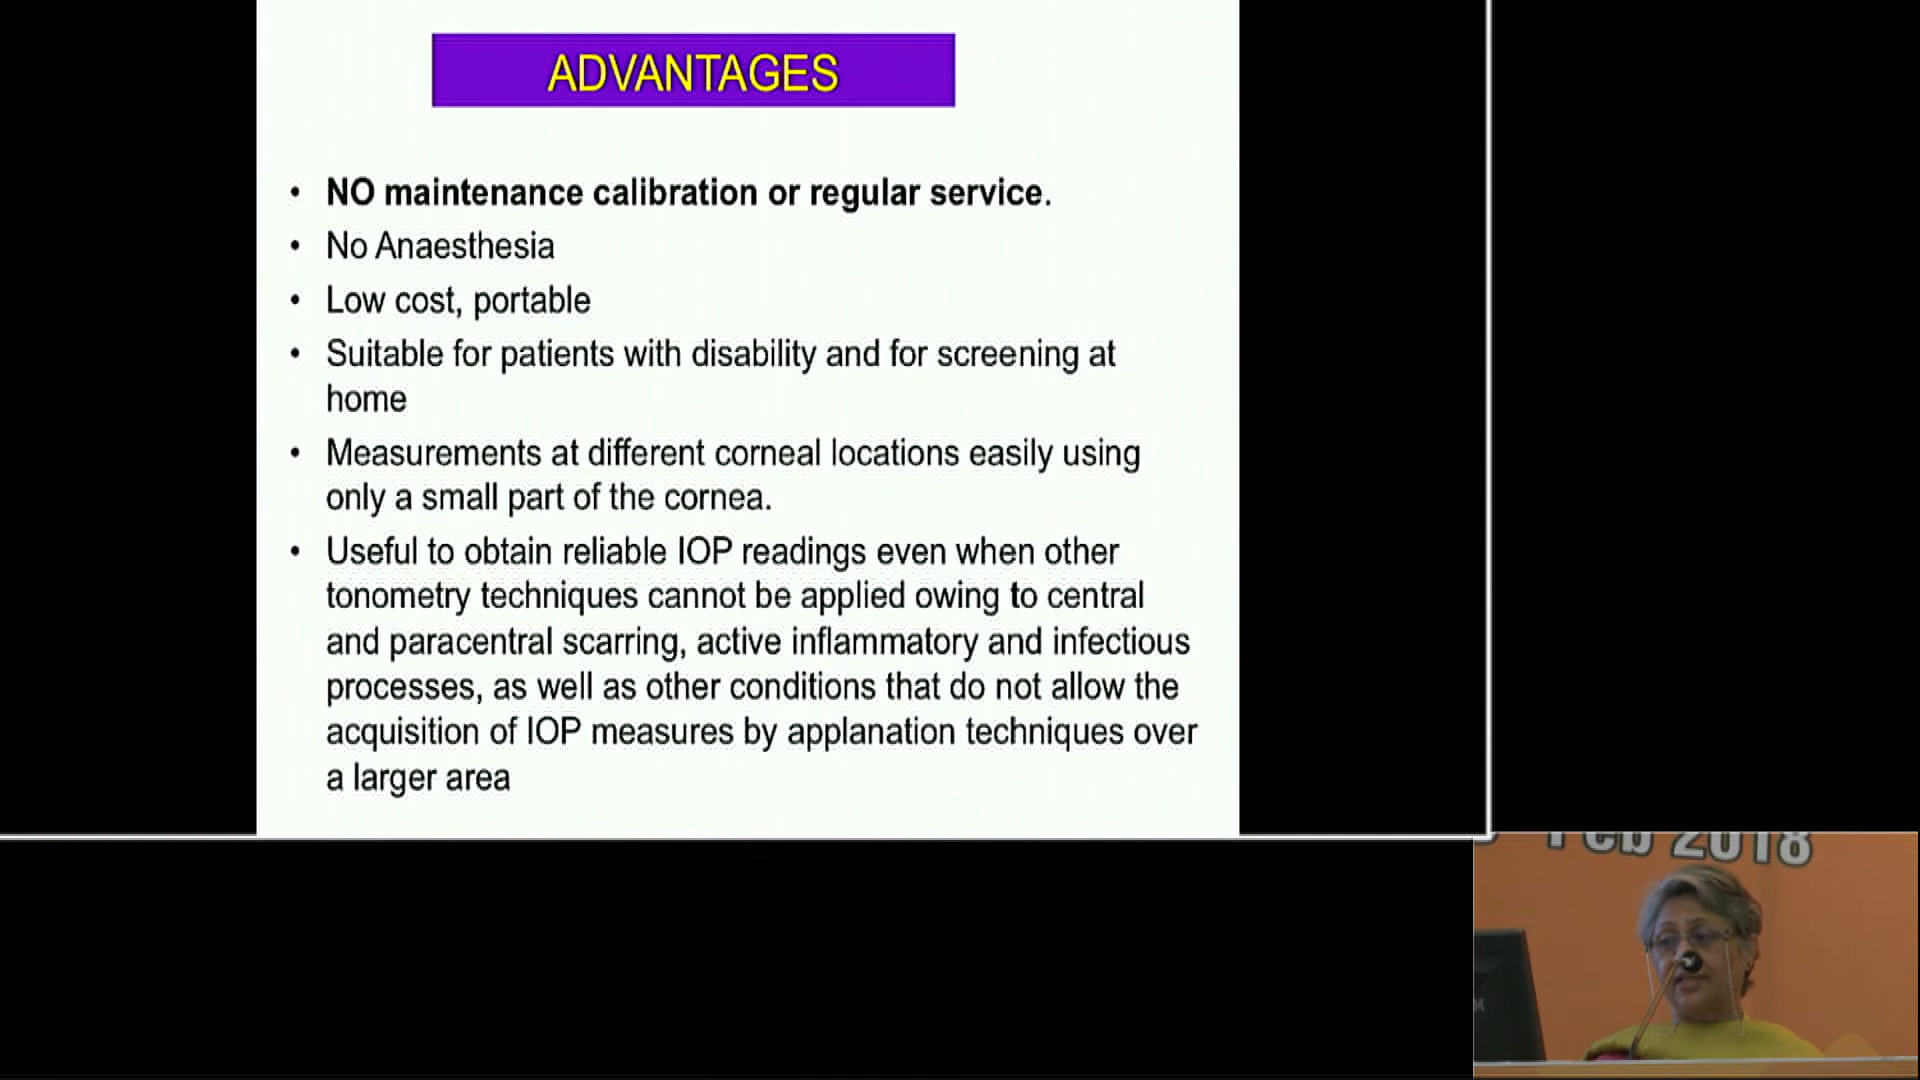 ADVANTAGES
• NO maintenance calibration or regular service.
• No Anaesthesia
• Low cost, portable
• Suitable for patients with disability and for screening at
home
• Measurements at different corneal locations easily using
only a small part of the cornea.
• Useful to obtain reliable IOP readings even when other
tonometry techniques cannot be applied owing to central
and paracentral scarring, active inflammatory and infectious
processes, as well as other conditions that do not allow the
acquisition of IOP measures by applanation techniques over
a larger area
Feb 2018